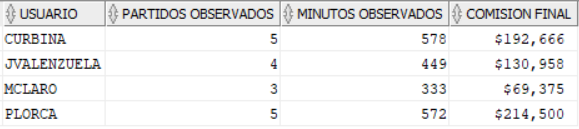 USUARIO PARTIDOS OBSERVADOS MINUTOS OBSERVADOS COMISION FINAL
CURBINA 5 578 $192,666
JVALENZUELA 4 449 $130,958
MCLARO 3 333 $69,375
PLORCA 5 572 $214,500